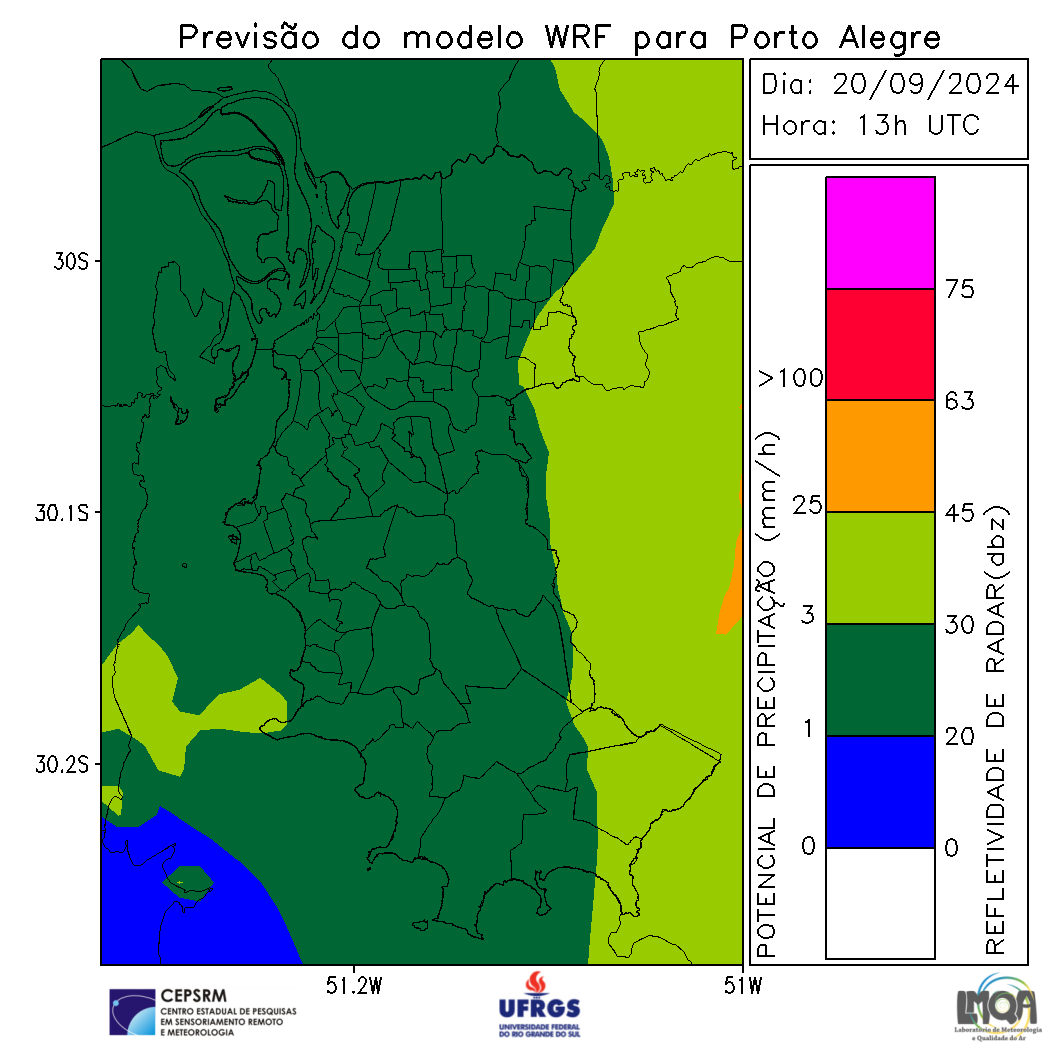 Previsão do modelo WRF para Porto Alegre
Dia: 20/09/2024
Hora: 13h UTC
30S
30.1S
30.2S
51.2W
51W
POTENCIAL DE PRECIPITAÇÃO (mm/h)
>100
25
3
1
0
75
63
45
30
20
0
REFLETIVIDADE DE RADAR(dbz)
CEPSRM
CENTRO ESTADUAL DE PESQUISAS
EM SENSORIAMENTO REMOTO
E METEOROLOGIA
UFRGS
UNIVERSIDADE FEDERAL
DO RIO GRANDE DO SUL
LMQA
Laboratório de Meteorologia
e Qualidade do Ar